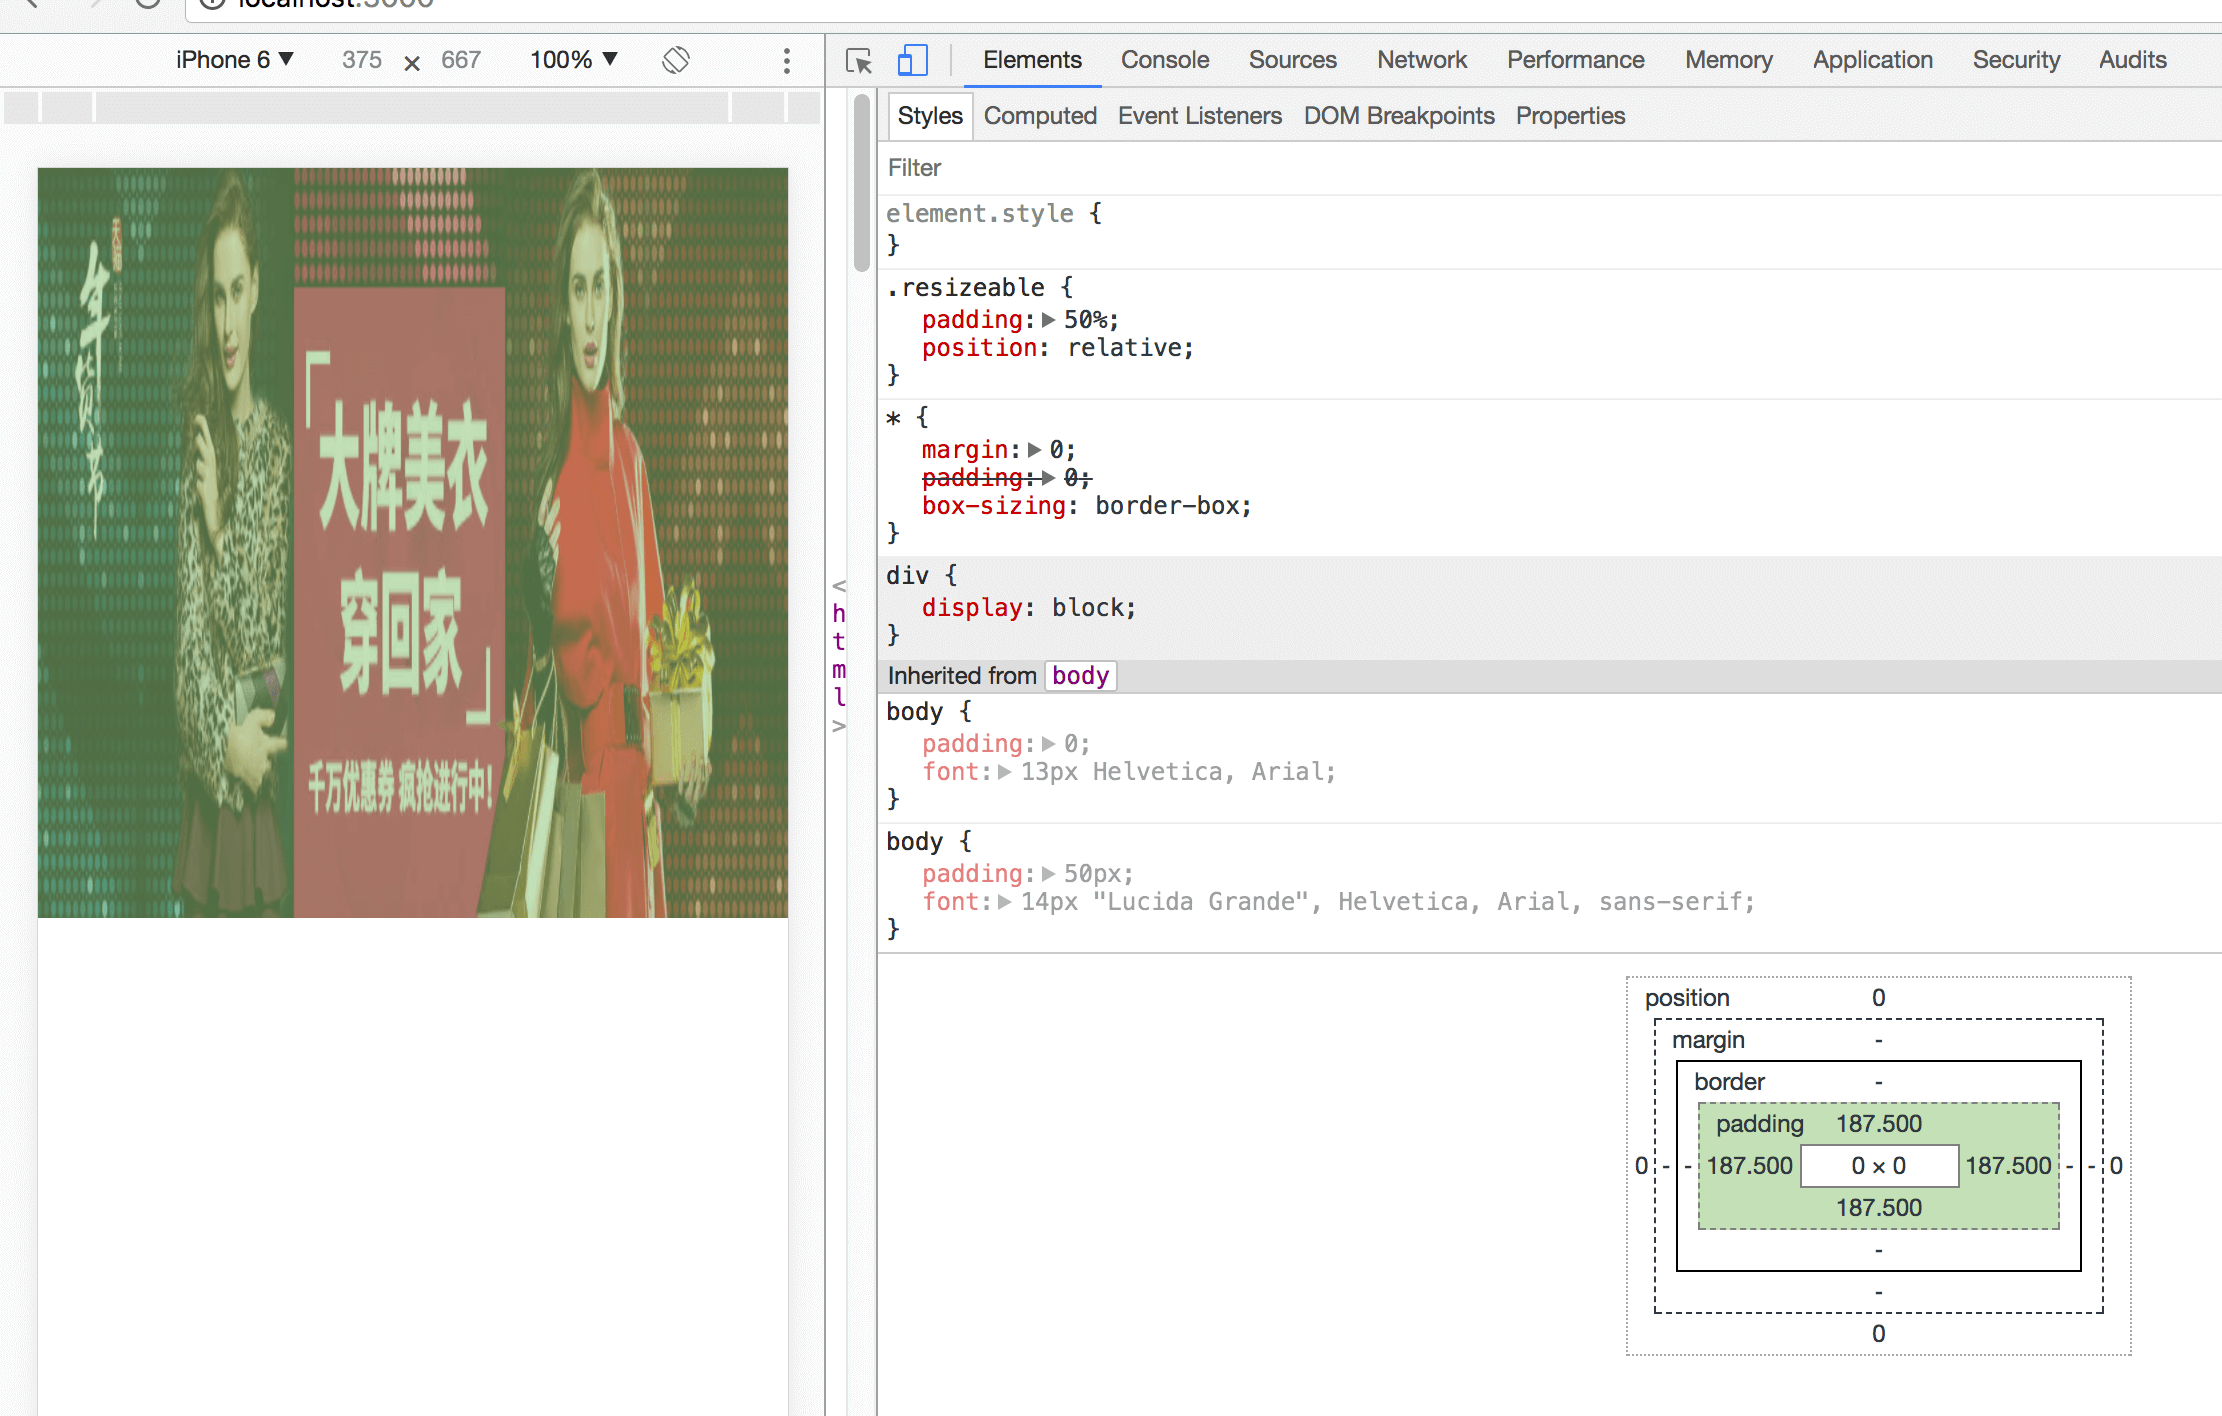 localhost:3000
iPhone 6 ▼ 375 × 667 100% ▼
Elements Console Sources Network Performance Memory Application Security Audits
Styles Computed Event Listeners DOM Breakpoints Properties
Filter
element.style {
}
.resizeable {
padding:▶ 50%;
position: relative;
}
* {
margin:▶ 0;
padding:▶ 0;
box-sizing: border-box;
}
div {
display: block;
}
Inherited from body
body {
padding:▶ 0;
font:▶ 13px Helvetica, Arial;
}
body {
padding:▶ 50px;
font:▶ 14px "Lucida Grande", Helvetica, Arial, sans-serif;
}
position 0
margin -
border -
padding 187.500
0 - - 187.500 0 × 0 187.500 - - 0
187.500
-
-
0
<html>
年货节
「大牌美衣
穿回家」
千万优惠券 疯抢进行中!